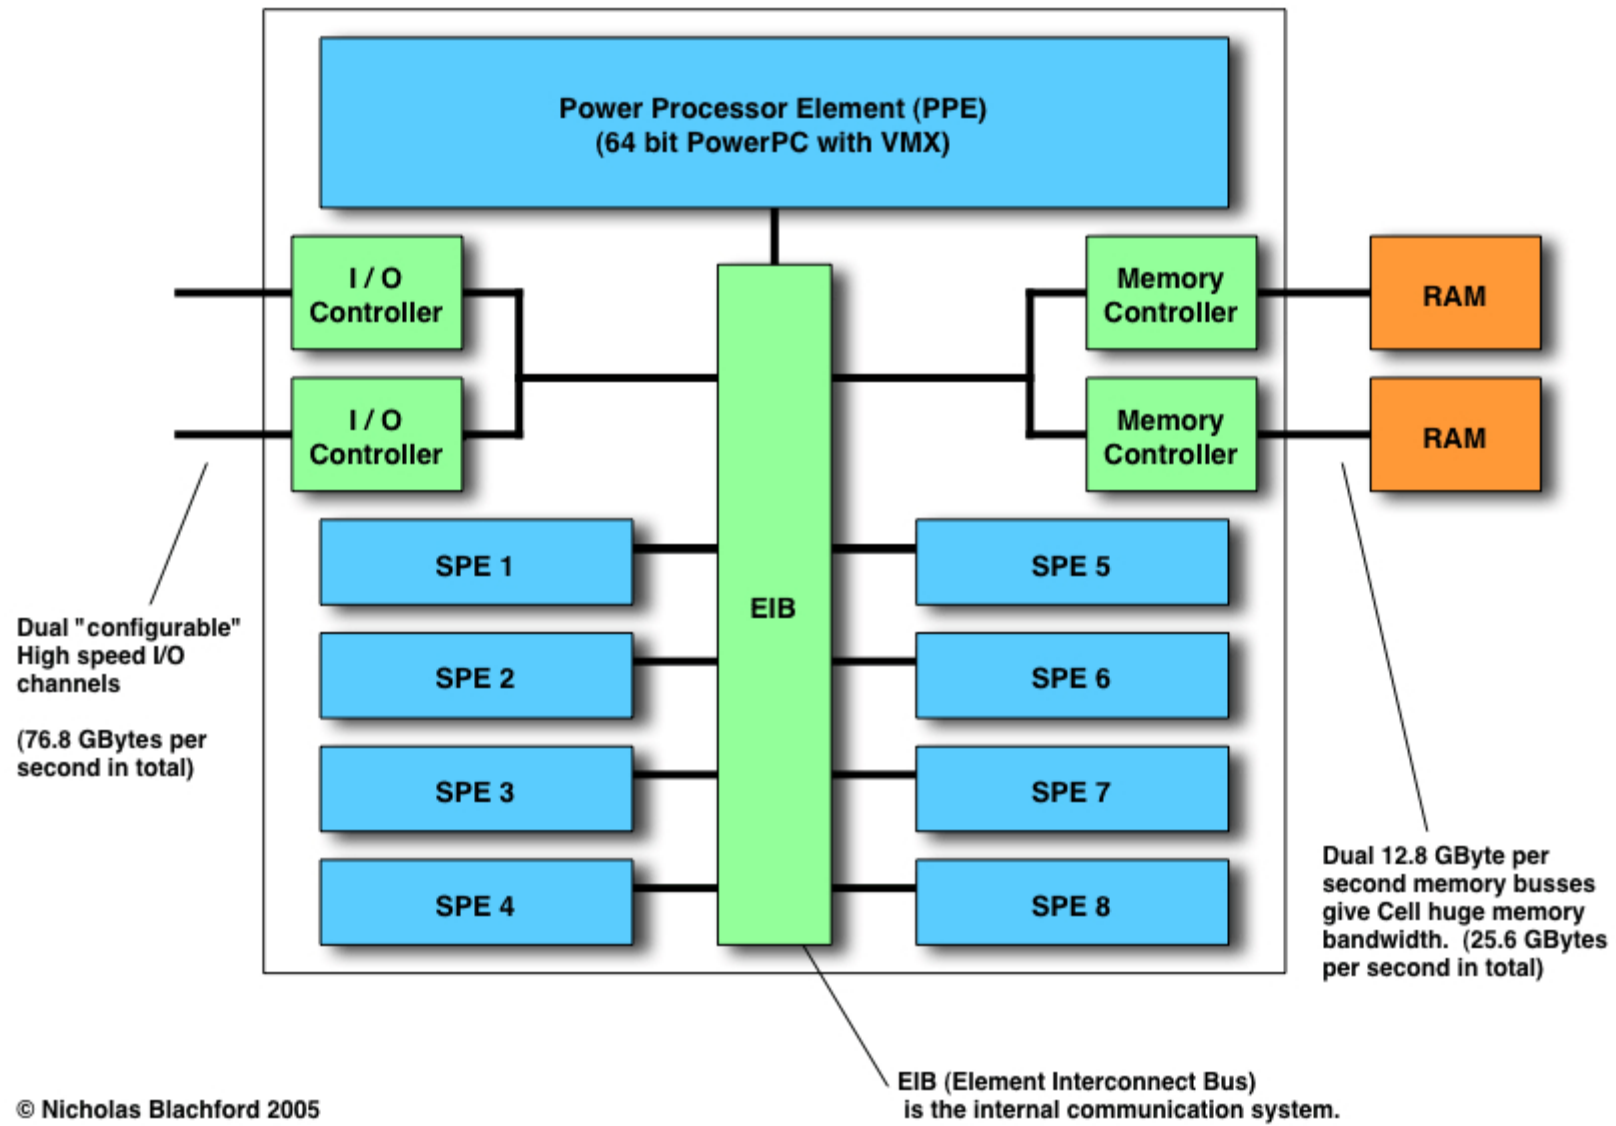 Power Processor Element (PPE)
(64 bit PowerPC with VMX)
I / O
Controller
Memory
Controller
RAM
I / O
Controller
Memory
Controller
RAM
SPE 1
SPE 5
EIB
SPE 2
SPE 6
SPE 3
SPE 7
SPE 4
SPE 8
Dual "configurable"
High speed I/O
channels
(76.8 GBytes per
second in total)
Dual 12.8 GByte per
second memory busses
give Cell huge memory
bandwidth.  (25.6 GBytes
per second in total)
EIB (Element Interconnect Bus)
is the internal communication system.
© Nicholas Blachford 2005